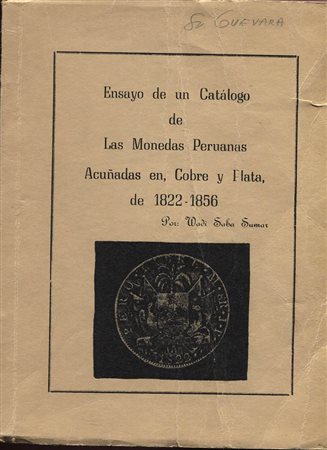 GUEVARA
Ensayo de un Catálogo
de
Las Monedas Peruanas
Acuñadas en, Cobre y Plata,
de 1822-1856
Por: Wadi Saba Sumar
1822